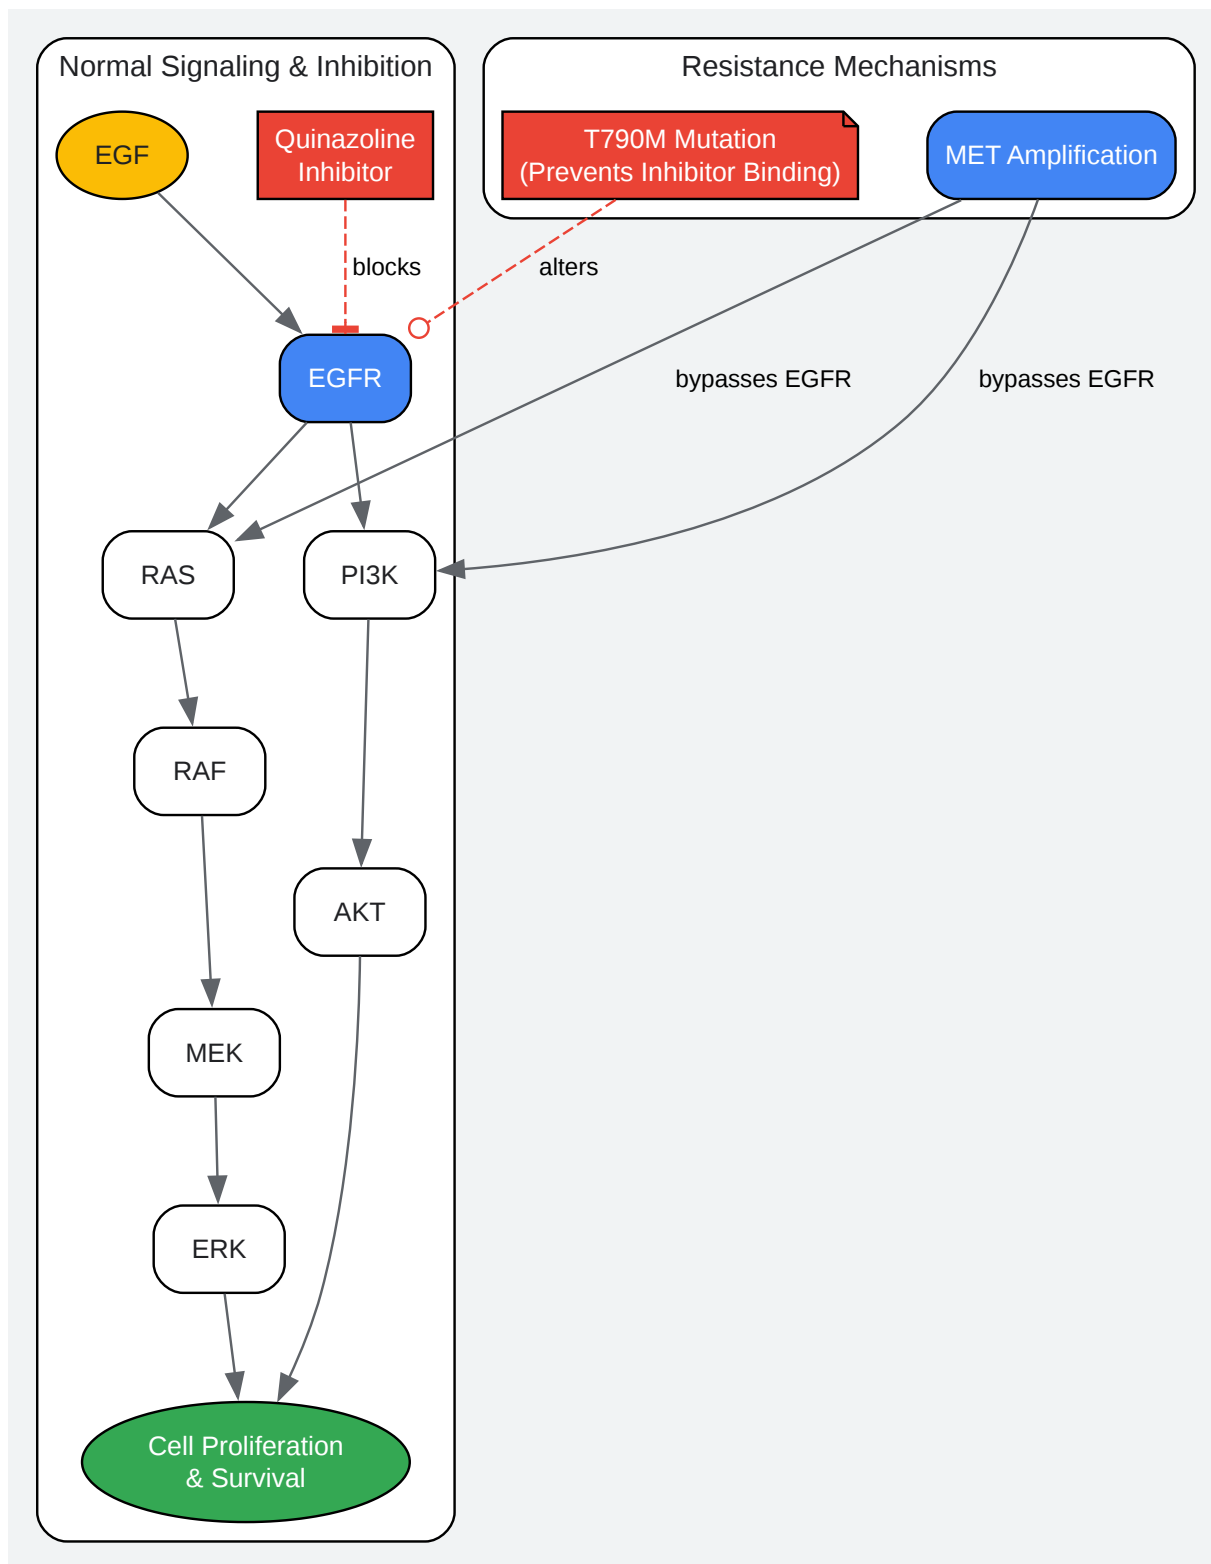 Normal Signaling & Inhibition
Resistance Mechanisms
EGF
Quinazoline
Inhibitor
T790M Mutation
(Prevents Inhibitor Binding)
MET Amplification
blocks
alters
EGFR
bypasses EGFR
bypasses EGFR
RAS
PI3K
RAF
AKT
MEK
ERK
Cell Proliferation
& Survival